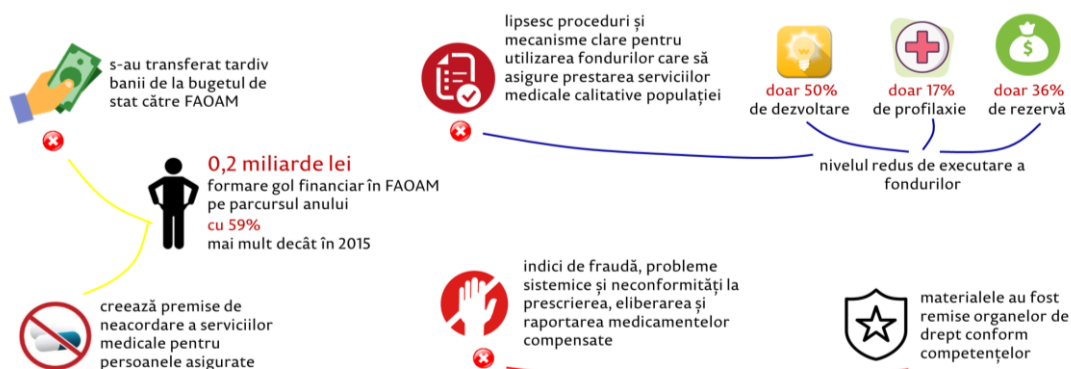 s-au transferat tardiv
banii de la bugetul de
stat către FAOAM
0,2 miliarde lei
formare gol financiar în FAOAM
pe parcursul anului
cu 59%
mai mult decât în 2015
creează premise de
neacordare a serviciilor
medicale pentru
persoanele asigurate
lipsesc proceduri și
mecanisme clare pentru
utilizarea fondurilor care să
asigure prestarea serviciilor
medicale calitative populației
doar 50%
de dezvoltare
doar 17%
de profilaxie
doar 36%
de rezervă
nivelul redus de executare a
fondurilor
indici de fraudă, probleme
sistemice și neconformități la
prescrierea, eliberarea și
raportarea medicamentelor
compensate
materialele au fost
remise organelor de
drept conform
competențelor